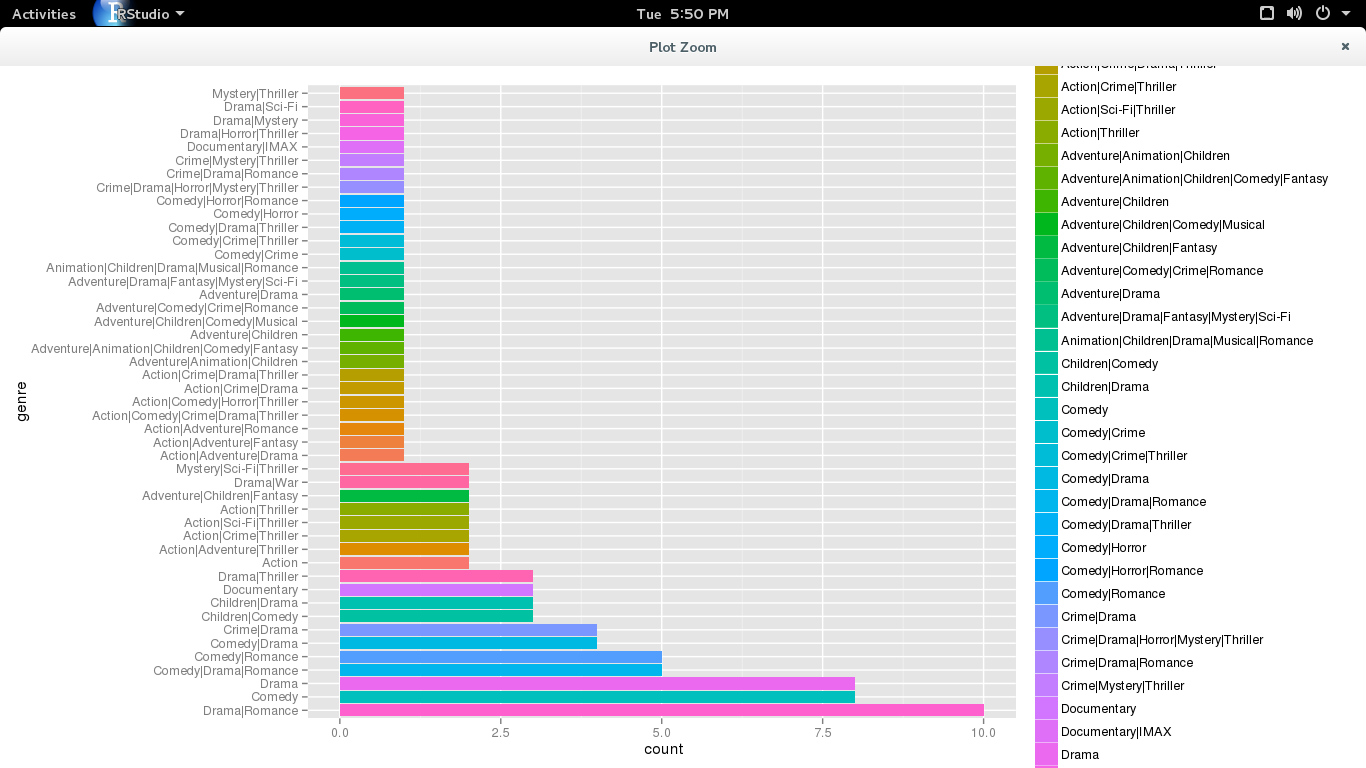 Activities RStudio Tue 5:50 PM
Plot Zoom
Mystery|Thriller
Drama|Sci-Fi
Drama|Mystery
Drama|Horror|Thriller
Documentary|IMAX
Crime|Mystery|Thriller
Crime|Drama|Romance
Crime|Drama|Horror|Mystery|Thriller
Comedy|Horror|Romance
Comedy|Horror
Comedy|Drama|Thriller
Comedy|Crime|Thriller
Comedy|Crime
Animation|Children|Drama|Musical|Romance
Adventure|Drama|Fantasy|Mystery|Sci-Fi
Adventure|Drama
Adventure|Comedy|Crime|Romance
Adventure|Children|Comedy|Musical
Adventure|Children
Adventure|Animation|Children|Comedy|Fantasy
Adventure|Animation|Children
Action|Crime|Drama|Thriller
Action|Crime|Drama
Action|Comedy|Horror|Thriller
Action|Comedy|Crime|Drama|Thriller
Action|Adventure|Romance
Action|Adventure|Fantasy
Action|Adventure|Drama
Mystery|Sci-Fi|Thriller
Drama|War
Adventure|Children|Fantasy
Action|Thriller
Action|Sci-Fi|Thriller
Action|Crime|Thriller
Action|Adventure|Thriller
Action
Drama|Thriller
Documentary
Children|Drama
Children|Comedy
Crime|Drama
Comedy|Drama
Comedy|Romance
Comedy|Drama|Romance
Drama
Comedy
Drama|Romance
genre
0.0 2.5 5.0 7.5 10.0
count
Action|Crime|Drama|Thriller
Action|Crime|Thriller
Action|Sci-Fi|Thriller
Action|Thriller
Adventure|Animation|Children
Adventure|Animation|Children|Comedy|Fantasy
Adventure|Children
Adventure|Children|Comedy|Musical
Adventure|Children|Fantasy
Adventure|Comedy|Crime|Romance
Adventure|Drama
Adventure|Drama|Fantasy|Mystery|Sci-Fi
Animation|Children|Drama|Musical|Romance
Children|Comedy
Children|Drama
Comedy
Comedy|Crime
Comedy|Crime|Thriller
Comedy|Drama
Comedy|Drama|Romance
Comedy|Drama|Thriller
Comedy|Horror
Comedy|Horror|Romance
Comedy|Romance
Crime|Drama
Crime|Drama|Horror|Mystery|Thriller
Crime|Drama|Romance
Crime|Mystery|Thriller
Documentary
Documentary|IMAX
Drama